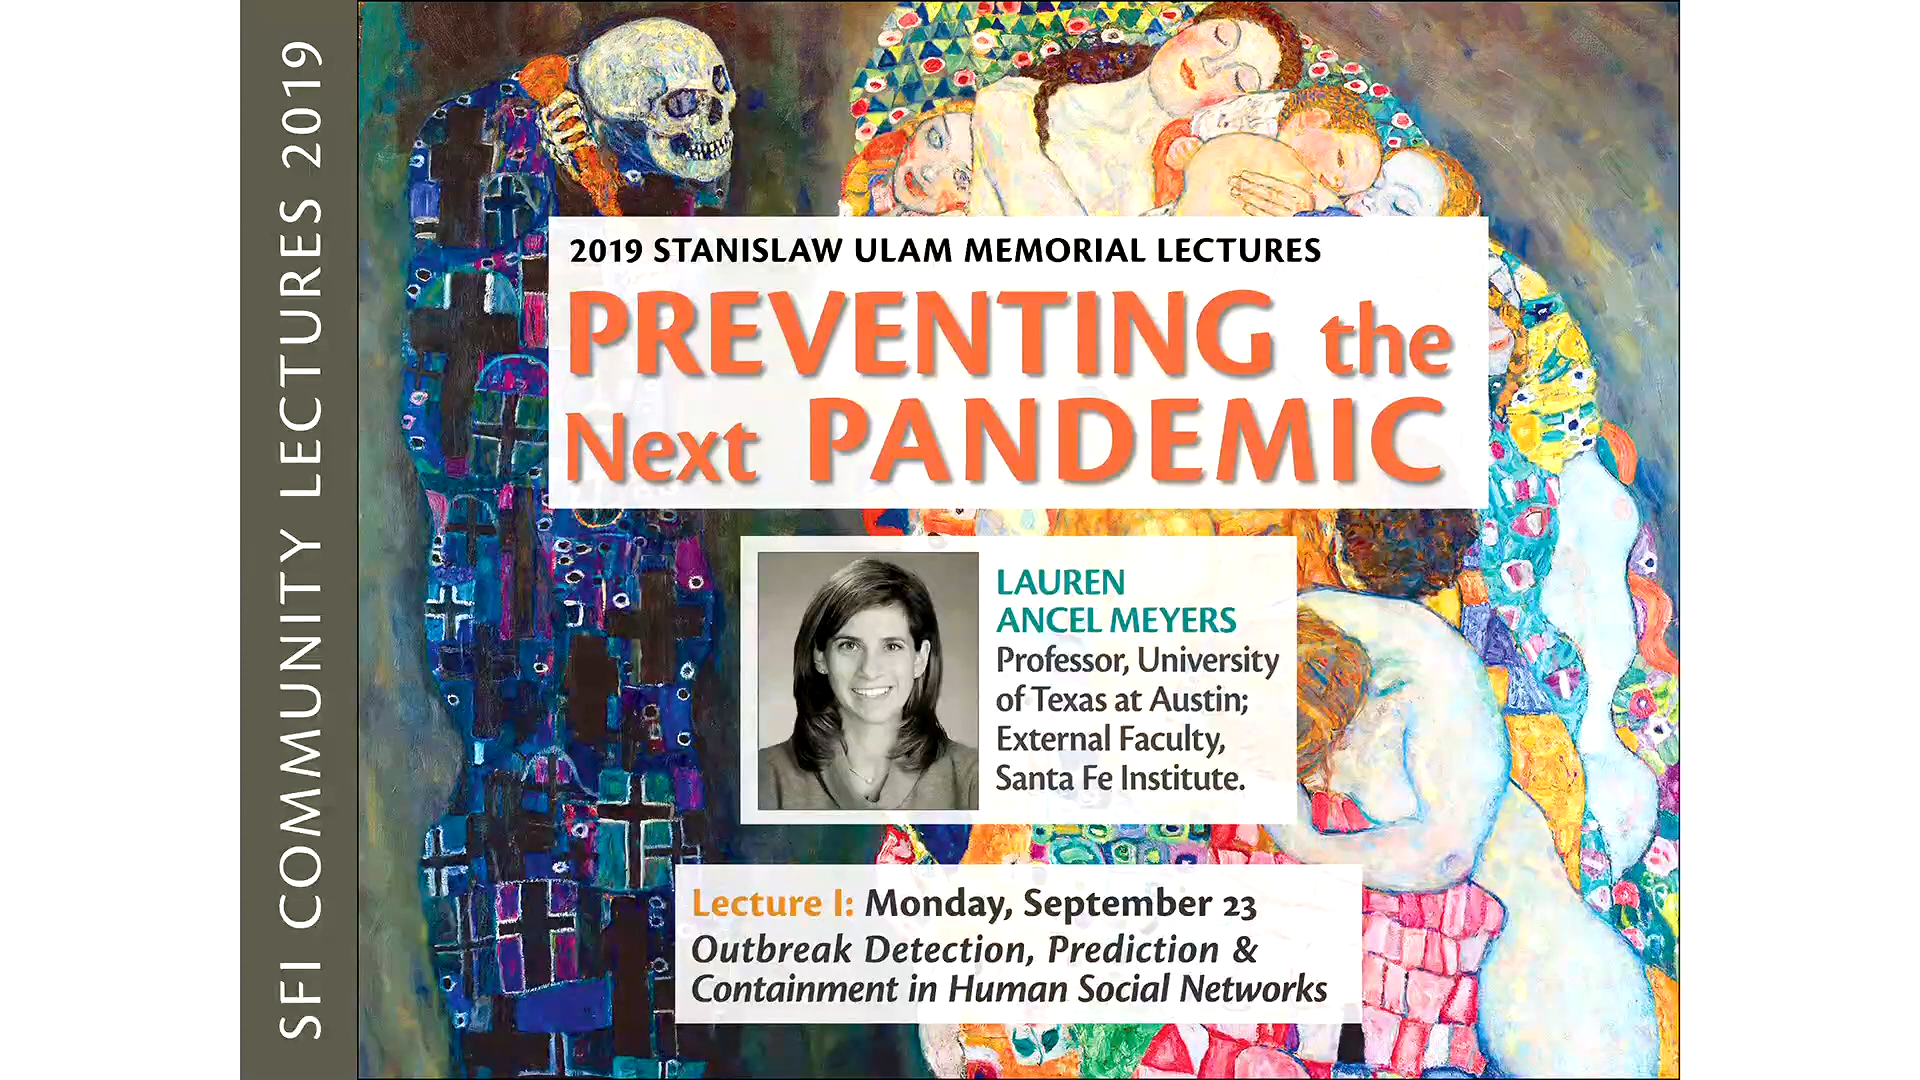 SFI COMMUNITY LECTURES 2019
2019 STANISLAW ULAM MEMORIAL LECTURES
PREVENTING the
Next PANDEMIC
LAUREN
ANCEL MEYERS
Professor, University
of Texas at Austin;
External Faculty,
Santa Fe Institute.
Lecture I: Monday, September 23
Outbreak Detection, Prediction &
Containment in Human Social Networks